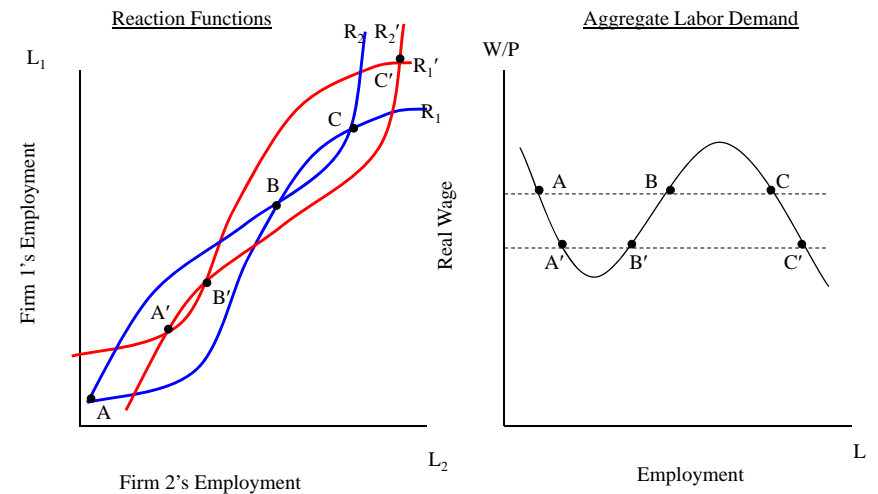 Reaction Functions
Aggregate Labor Demand
R₂ R₂′
W/P
L₁
R₁′
C′
R₁
C
Firm 1's Employment
Real Wage
B
A B C
A′ B′ C′
B′
A′
A
L₂
L
Firm 2's Employment
Employment